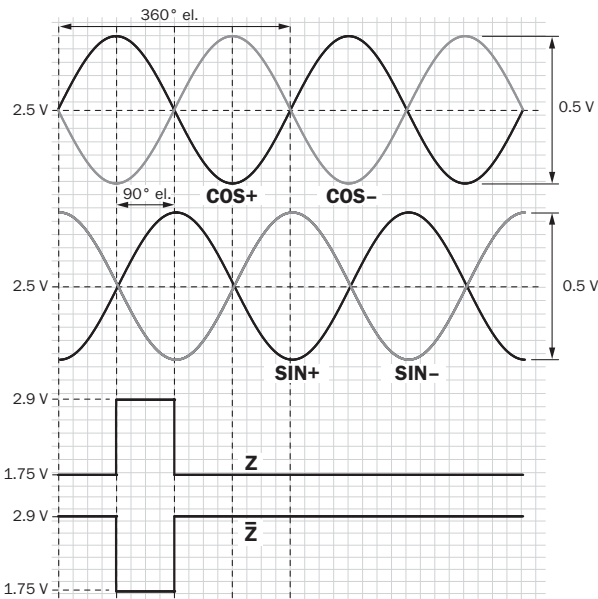 360° el.
2.5 V
0.5 V
90° el.
COS+
COS–
2.5 V
0.5 V
SIN+
SIN–
2.9 V
Z
1.75 V
2.9 V
Z̅
1.75 V